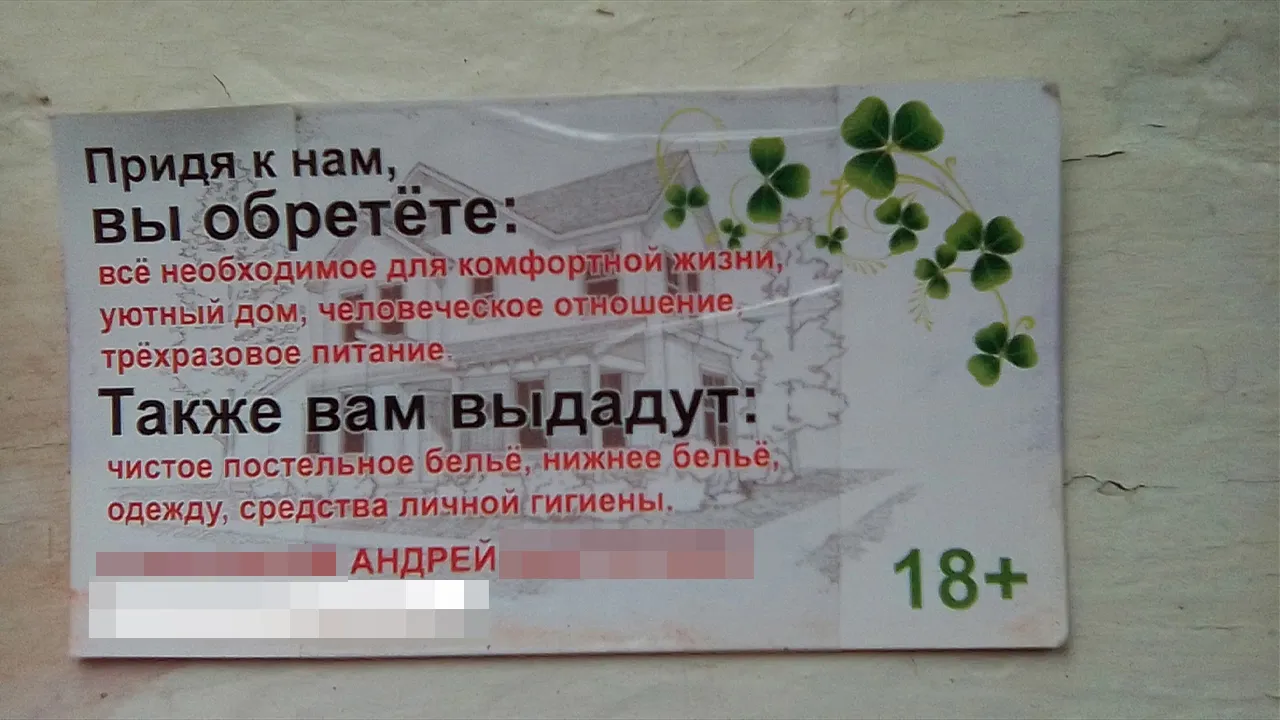 Придя к нам,
вы обретёте:
всё необходимое для комфортной жизни,
уютный дом, человеческое отношение,
трёхразовое питание.
Также вам выдадут:
чистое постельное бельё, нижнее бельё,
одежду, средства личной гигиены.
АНДРЕЙ
18+